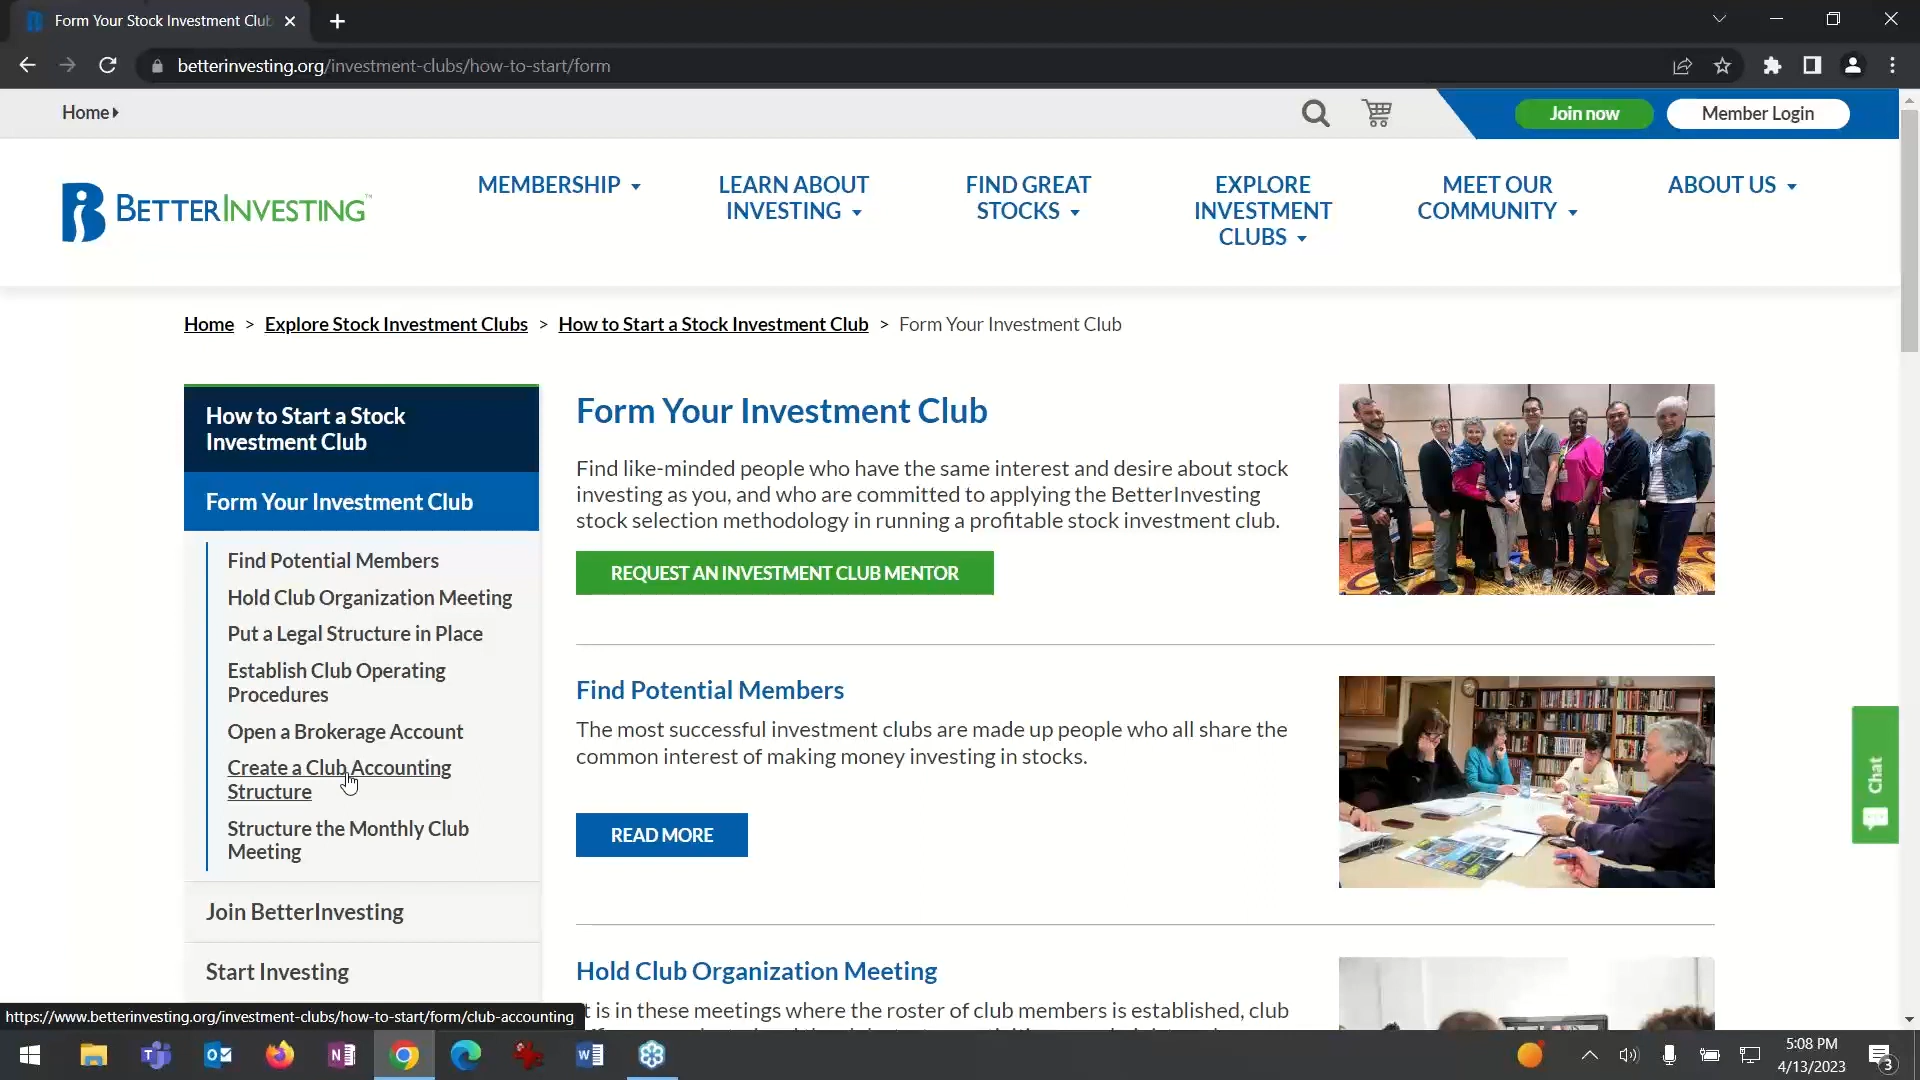 Form Your Stock Investment Club
betterinvesting.org/investment-clubs/how-to-start/form
Home
Join now
Member Login
BETTERINVESTING™
MEMBERSHIP
LEARN ABOUT
INVESTING
FIND GREAT
STOCKS
EXPLORE
INVESTMENT
CLUBS
MEET OUR
COMMUNITY
ABOUT US
Home > Explore Stock Investment Clubs > How to Start a Stock Investment Club > Form Your Investment Club
How to Start a Stock
Investment Club
Form Your Investment Club
Find Potential Members
Hold Club Organization Meeting
Put a Legal Structure in Place
Establish Club Operating
Procedures
Open a Brokerage Account
Create a Club Accounting
Structure
Structure the Monthly Club
Meeting
Join BetterInvesting
Start Investing
Form Your Investment Club
Find like-minded people who have the same interest and desire about stock
investing as you, and who are committed to applying the BetterInvesting
stock selection methodology in running a profitable stock investment club.
REQUEST AN INVESTMENT CLUB MENTOR
Find Potential Members
The most successful investment clubs are made up people who all share the
common interest of making money investing in stocks.
READ MORE
Hold Club Organization Meeting
t is in these meetings where the roster of club members is established, club
Chat
https://www.betterinvesting.org/investment-clubs/how-to-start/form/club-accounting
5:08 PM
4/13/2023
3